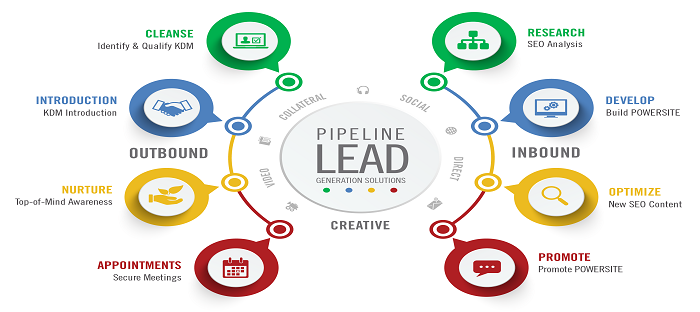 CLEANSE
Identify & Qualify KDM
INTRODUCTION
KDM Introduction
OUTBOUND
NURTURE
Top-of-Mind Awareness
APPOINTMENTS
Secure Meetings
COLLATERAL
SOCIAL
VIDEO
DIRECT
PIPELINE
LEAD
GENERATION SOLUTIONS
CREATIVE
RESEARCH
SEO Analysis
DEVELOP
Build POWERSITE
INBOUND
OPTIMIZE
New SEO Content
PROMOTE
Promote POWERSITE